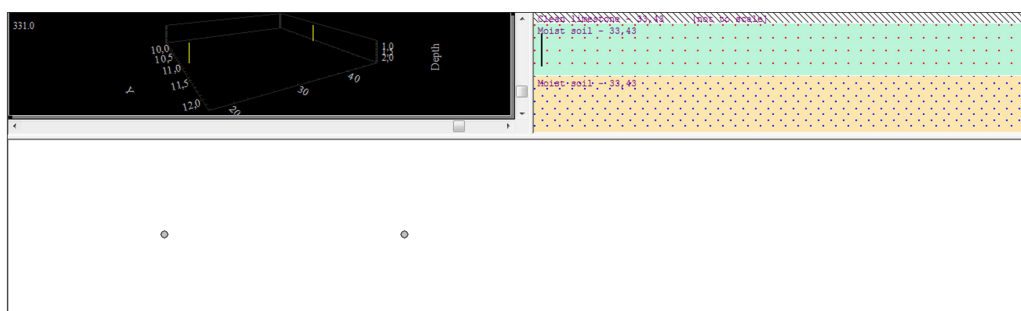 331.0
10,0
10,5
11,0
11,5
12,0
Y
20
30
40
1.0
2,0
Depth
Clean limestone - 33,43 [not to scale]
Moist soil - 33,43
Moist soil - 33,43